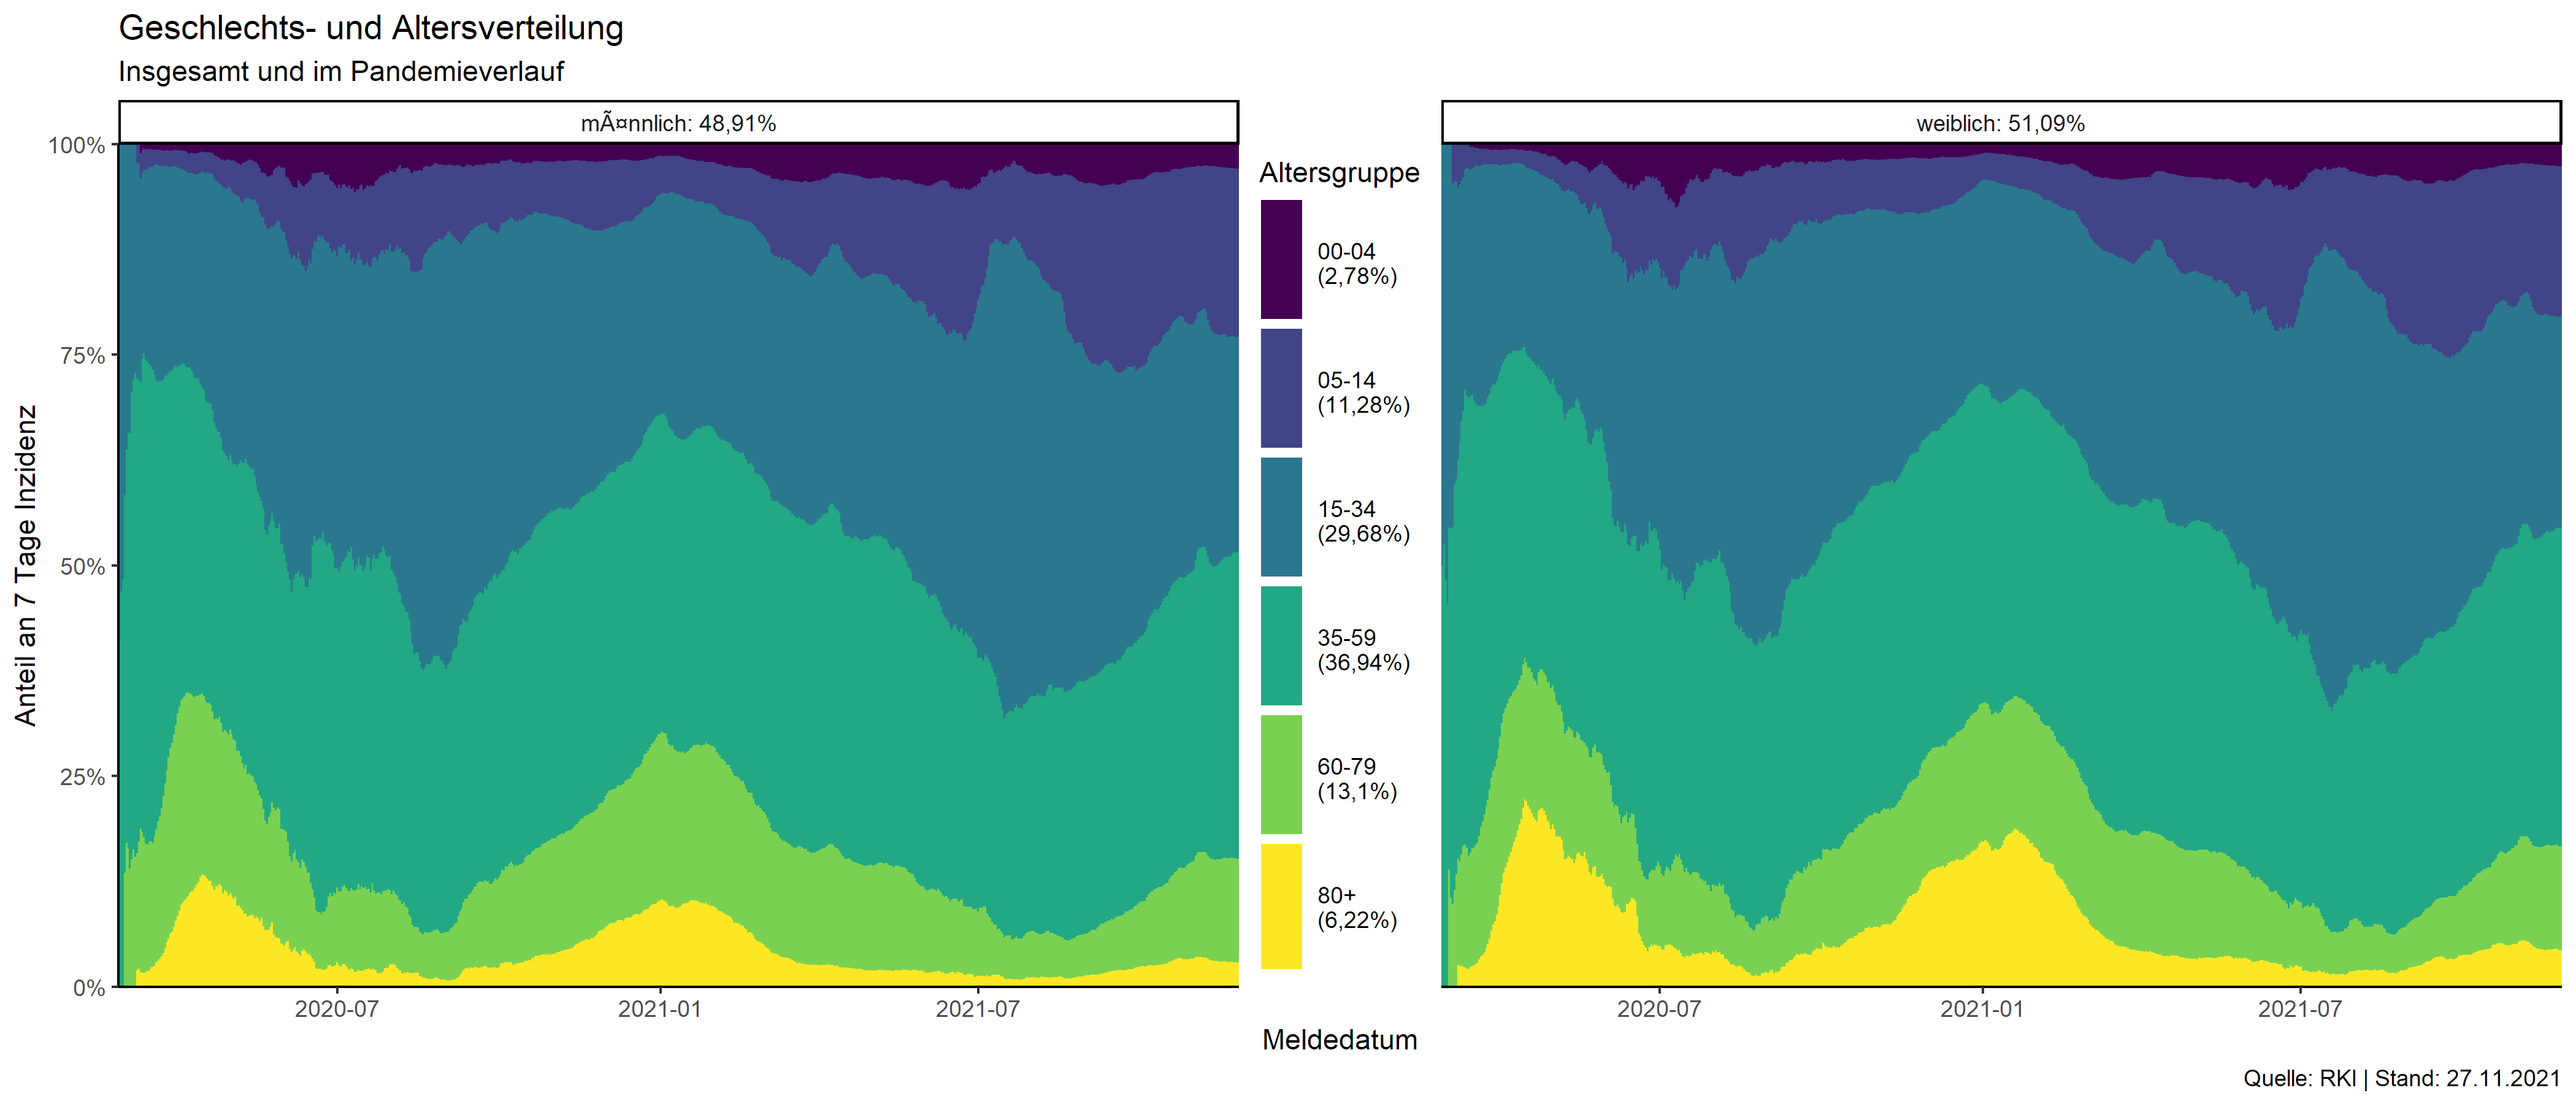 Geschlechts- und Altersverteilung
Insgesamt und im Pandemieverlauf
mÃ¤nnlich: 48,91%
weiblich: 51,09%
Anteil an 7 Tage Inzidenz
100%
75%
50%
25%
0%
2020-07
2021-01
2021-07
Altersgruppe
00-04
(2,78%)
05-14
(11,28%)
15-34
(29,68%)
35-59
(36,94%)
60-79
(13,1%)
80+
(6,22%)
2020-07
2021-01
2021-07
Meldedatum
Quelle: RKI | Stand: 27.11.2021